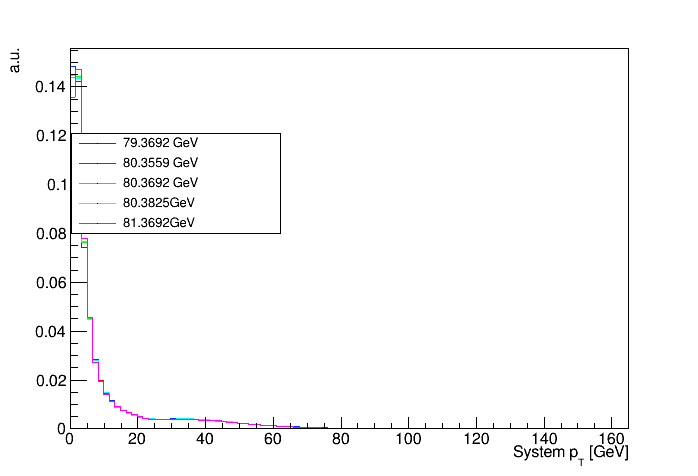 a.u.
0.14
0.12
0.1
0.08
0.06
0.04
0.02
0
79.3692 GeV
80.3559 GeV
80.3692 GeV
80.3825GeV
81.3692GeV
0 20 40 60 80 100 120 140 160
System p_T [GeV]